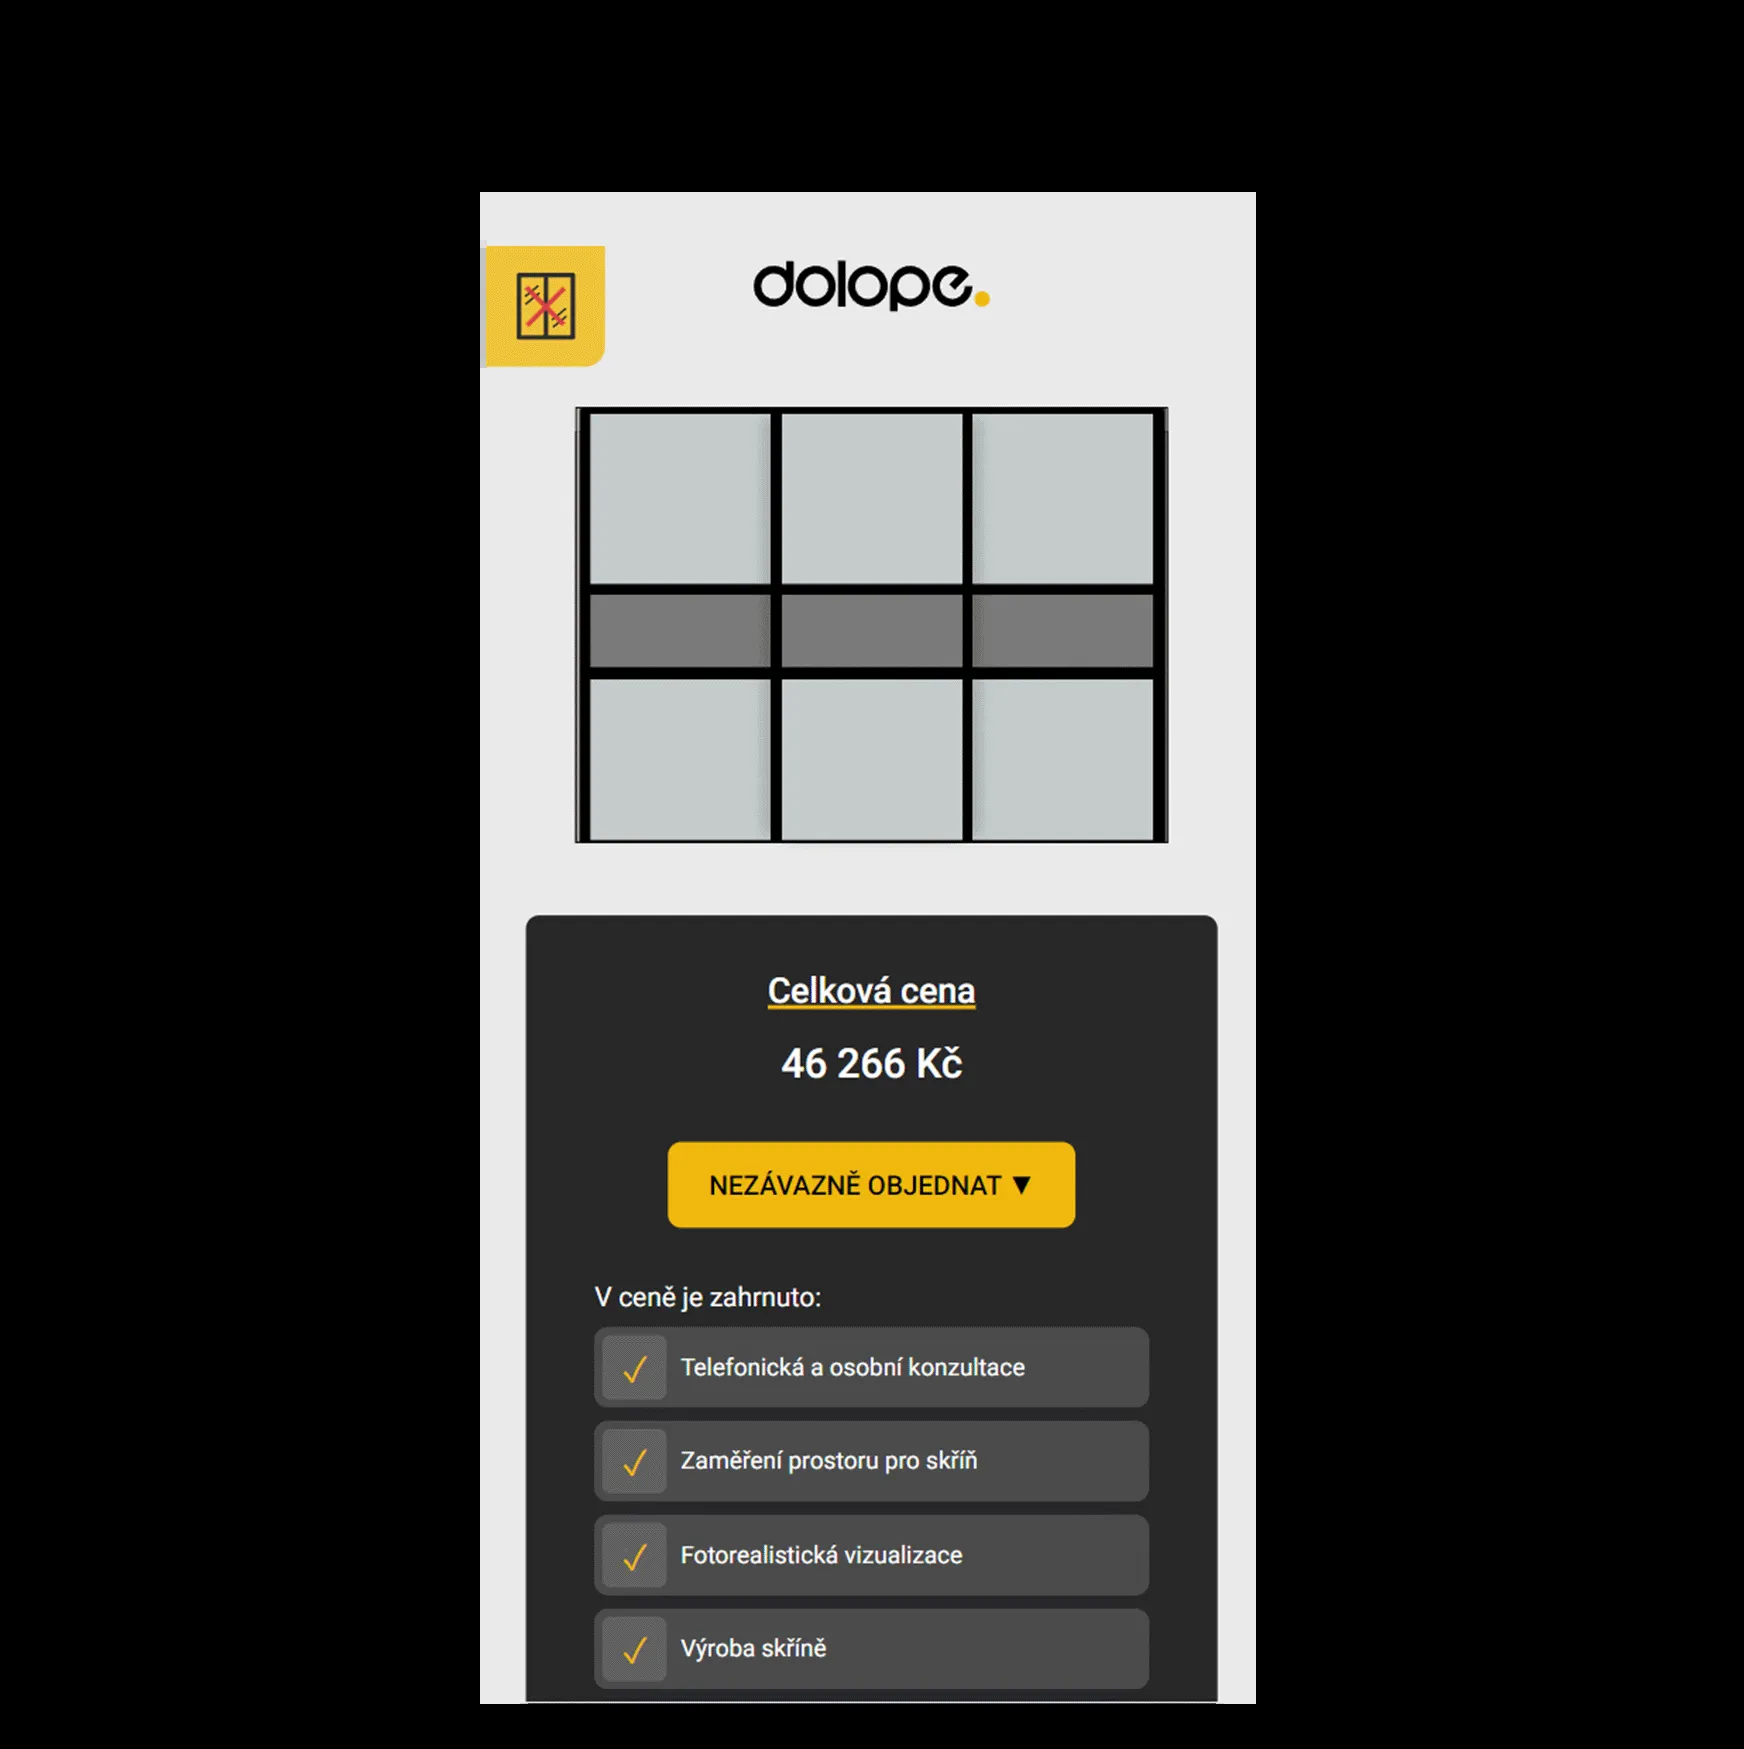 dolope.
Celková cena
46 266 Kč
NEZÁVAZNĚ OBJEDNAT ▼
V ceně je zahrnuto:
✓ Telefonická a osobní konzultace
✓ Zaměření prostoru pro skříň
✓ Fotorealistická vizualizace
✓ Výroba skříně